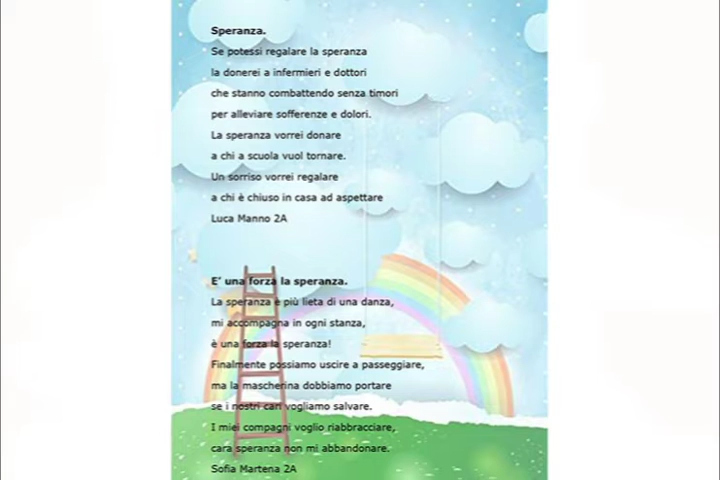 Speranza.
Se potessi regalare la speranza
la donerei a infermieri e dottori
che stanno combattendo senza timori
per alleviare sofferenze e dolori.
La speranza vorrei donare
a chi a scuola vuol tornare.
Un sorriso vorrei regalare
a chi è chiuso in casa ad aspettare
Luca Manno 2A
E' una forza la speranza.
La speranza è più lieta di una danza,
mi accompagna in ogni stanza,
è una forza la speranza!
Finalmente possiamo uscire a passeggiare,
ma la mascherina dobbiamo portare
se i nostri cari vogliamo salvare.
I miei compagni voglio riabbracciare,
cara speranza non mi abbandonare.
Sofia Martena 2A